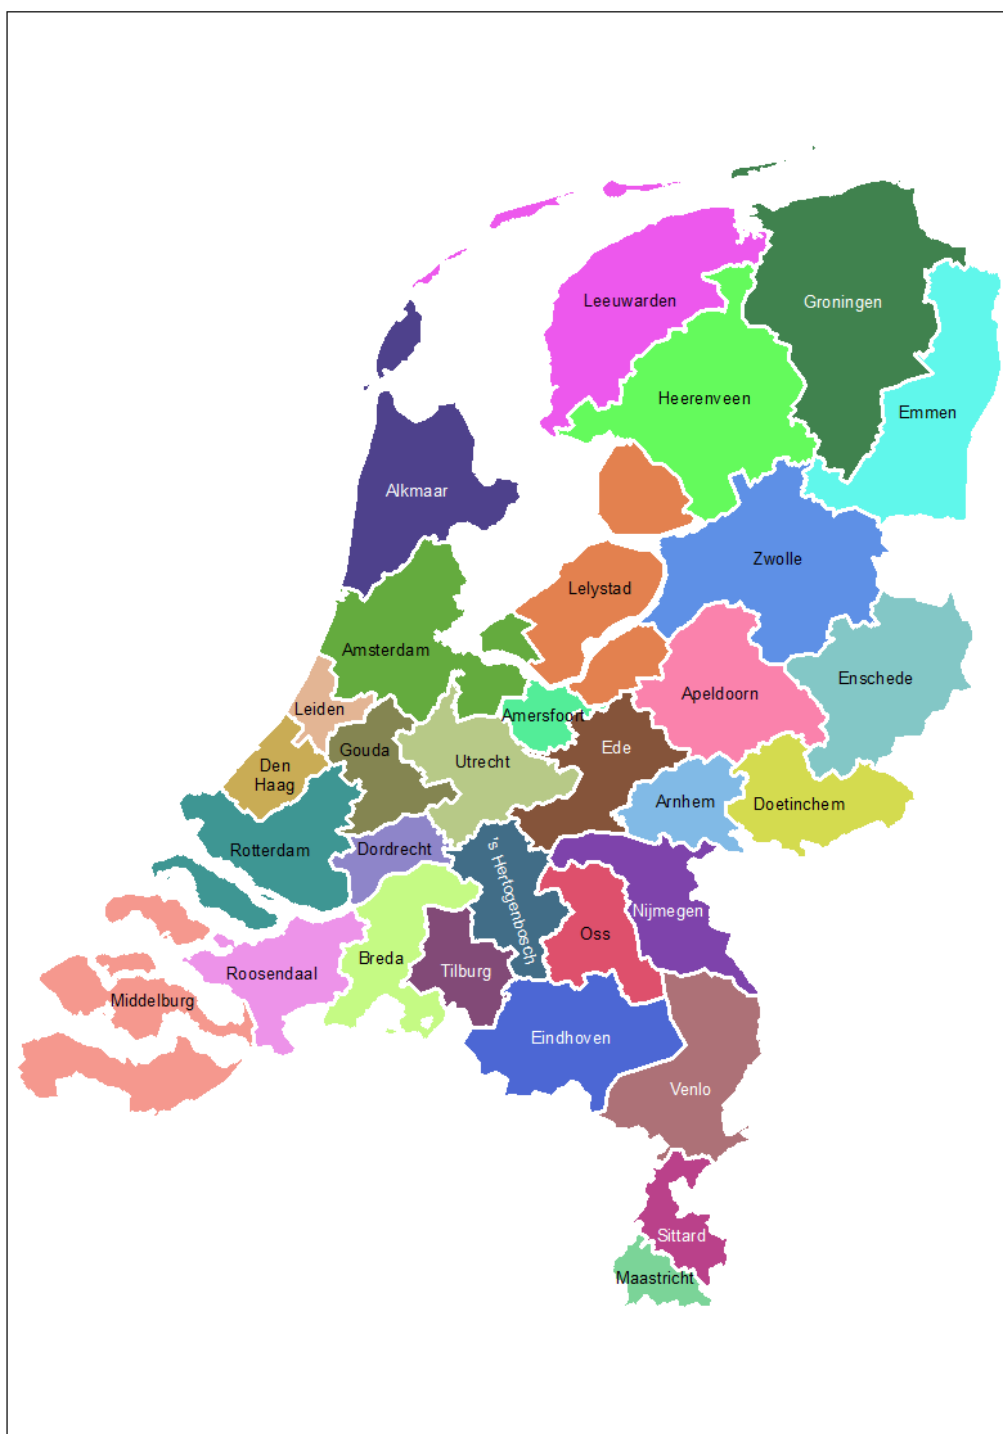 Leeuwarden
Groningen
Heerenveen
Emmen
Alkmaar
Zwolle
Lelystad
Amsterdam
Enschede
Apeldoorn
Leiden
Amersfoort
Gouda
Ede
Utrecht
Den
Haag
Arnhem
Doetinchem
Rotterdam
Dordrecht
's Hertogenbosch
Nijmegen
Oss
Breda
Tilburg
Roosendaal
Middelburg
Eindhoven
Venlo
Sittard
Maastricht